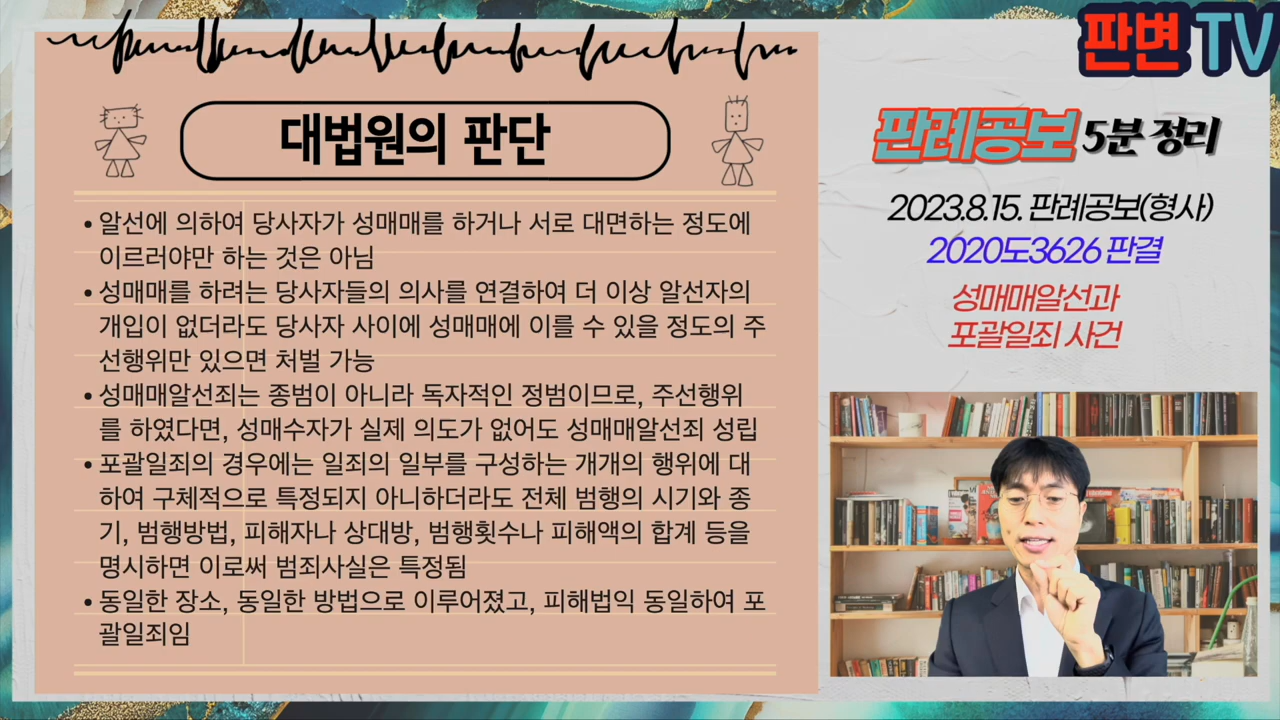 판변 TV
대법원의 판단
• 알선에 의하여 당사자가 성매매를 하거나 서로 대면하는 정도에
이르러야만 하는 것은 아님
• 성매매를 하려는 당사자들의 의사를 연결하여 더 이상 알선자의
개입이 없더라도 당사자 사이에 성매매에 이를 수 있을 정도의 주
선행위만 있으면 처벌 가능
• 성매매알선죄는 종범이 아니라 독자적인 정범이므로, 주선행위
를 하였다면, 성매수자가 실제 의도가 없어도 성매매알선죄 성립
• 포괄일죄의 경우에는 일죄의 일부를 구성하는 개개의 행위에 대
하여 구체적으로 특정되지 아니하더라도 전체 범행의 시기와 종
기, 범행방법, 피해자나 상대방, 범행횟수나 피해액의 합계 등을
명시하면 이로써 범죄사실은 특정됨
• 동일한 장소, 동일한 방법으로 이루어졌고, 피해법익 동일하여 포
괄일죄임
판례공보 5분 정리
2023.8.15. 판례공보(형사)
2020도3626 판결
성매매알선과
포괄일죄 사건